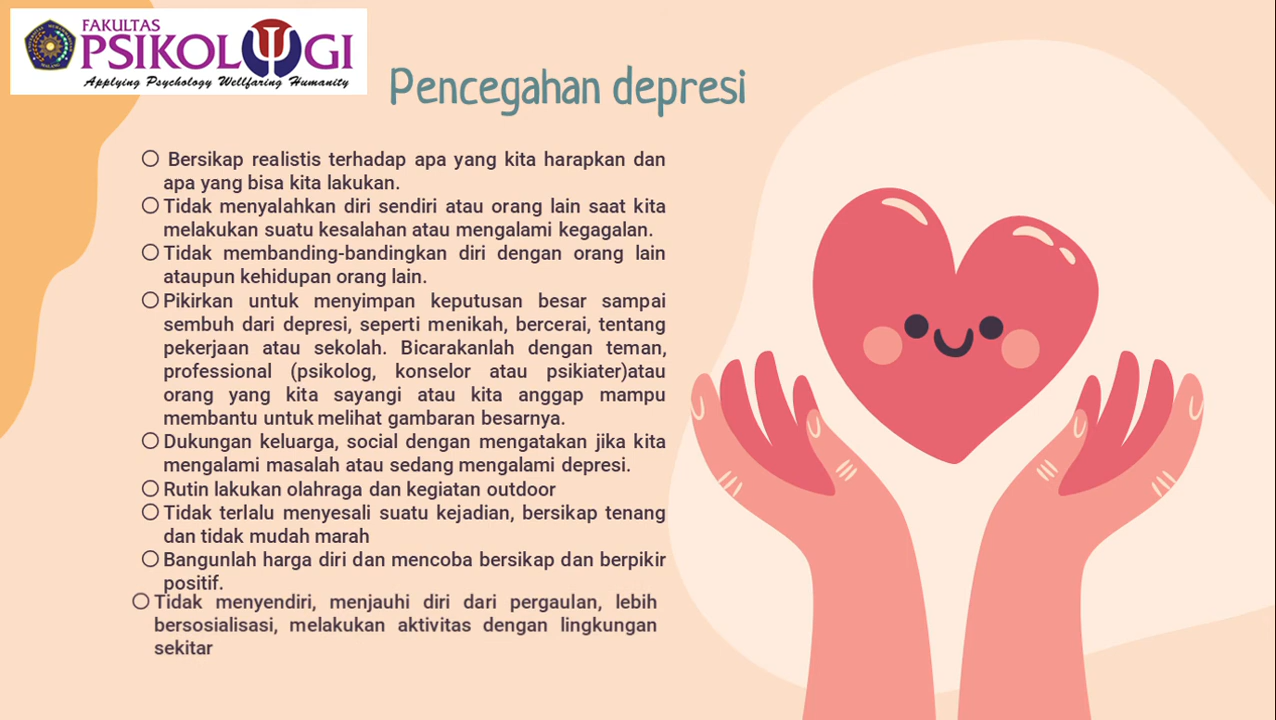 FAKULTAS
PSIKOLOGI
Applying Psychology Wellfaring Humanity
Pencegahan depresi
○ Bersikap realistis terhadap apa yang kita harapkan dan
apa yang bisa kita lakukan.
○ Tidak menyalahkan diri sendiri atau orang lain saat kita
melakukan suatu kesalahan atau mengalami kegagalan.
○ Tidak membanding-bandingkan diri dengan orang lain
ataupun kehidupan orang lain.
○ Pikirkan untuk menyimpan keputusan besar sampai
sembuh dari depresi, seperti menikah, bercerai, tentang
pekerjaan atau sekolah. Bicarakanlah dengan teman,
professional (psikolog, konselor atau psikiater)atau
orang yang kita sayangi atau kita anggap mampu
membantu untuk melihat gambaran besarnya.
○ Dukungan keluarga, social dengan mengatakan jika kita
mengalami masalah atau sedang mengalami depresi.
○ Rutin lakukan olahraga dan kegiatan outdoor
○ Tidak terlalu menyesali suatu kejadian, bersikap tenang
dan tidak mudah marah
○ Bangunlah harga diri dan mencoba bersikap dan berpikir
positif.
○ Tidak menyendiri, menjauhi diri dari pergaulan, lebih
bersosialisasi, melakukan aktivitas dengan lingkungan
sekitar